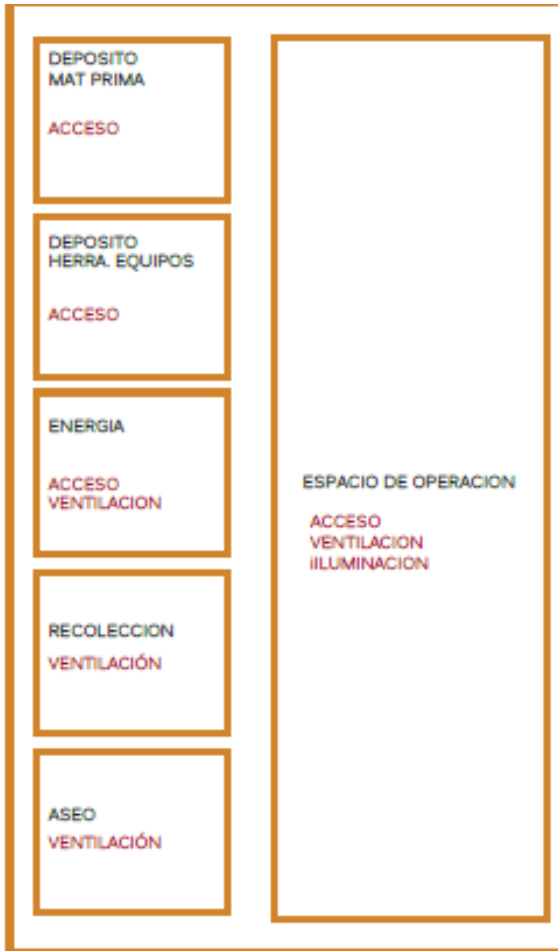 DEPOSITO
MAT PRIMA
ACCESO
DEPOSITO
HERRA. EQUIPOS
ACCESO
ENERGIA
ACCESO
VENTILACION
RECOLECCION
VENTILACIÓN
ASEO
VENTILACIÓN
ESPACIO DE OPERACION
ACCESO
VENTILACION
iILUMINACION